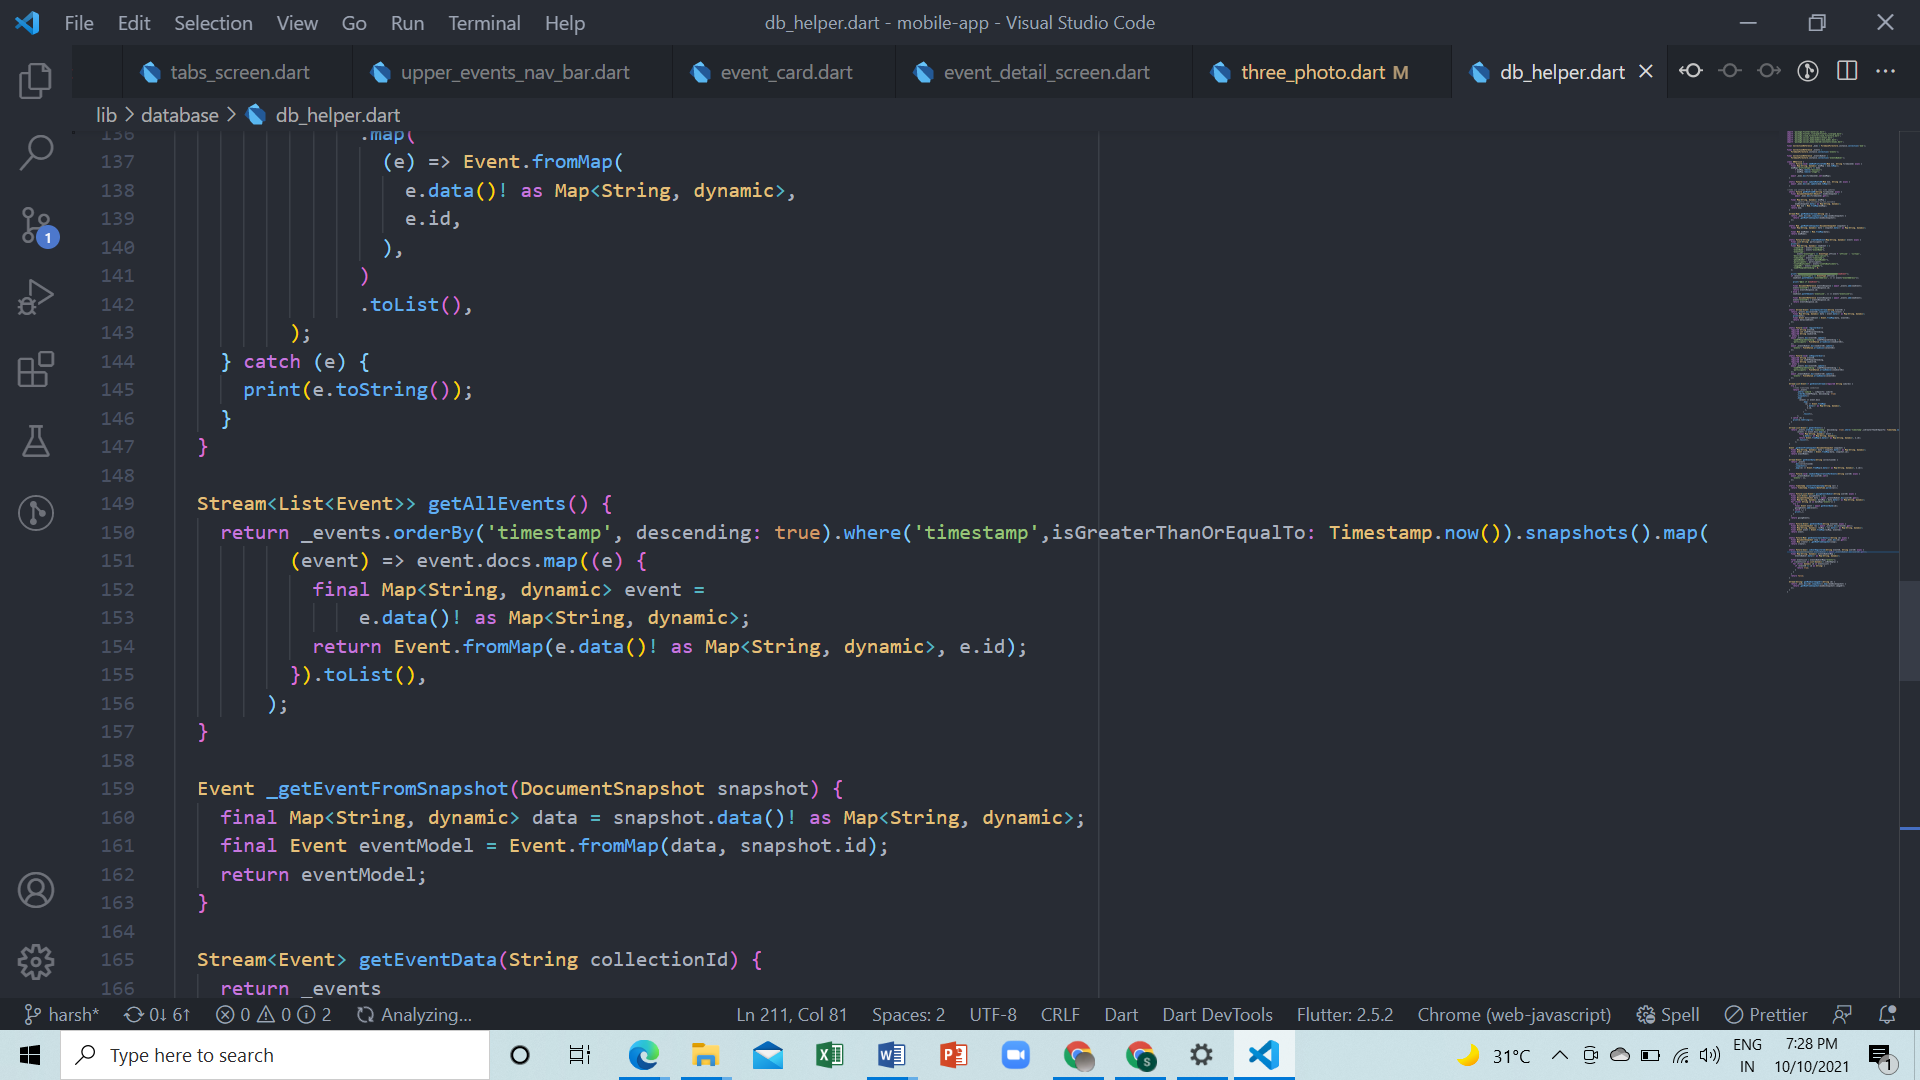 File Edit Selection View Go Run Terminal Help
db_helper.dart - mobile-app - Visual Studio Code
tabs_screen.dart upper_events_nav_bar.dart event_card.dart event_detail_screen.dart three_photo.dart M db_helper.dart
lib > database > db_helper.dart
136 .map(
137 (e) => Event.fromMap(
138 e.data()! as Map<String, dynamic>,
139 e.id,
140 ),
141 )
142 .toList(),
143 );
144 } catch (e) {
145 print(e.toString());
146 }
147 }
148
149 Stream<List<Event>> getAllEvents() {
150 return _events.orderBy('timestamp', descending: true).where('timestamp',isGreaterThanOrEqualTo: Timestamp.now()).snapshots().map(
151 (event) => event.docs.map((e) {
152 final Map<String, dynamic> event =
153 e.data()! as Map<String, dynamic>;
154 return Event.fromMap(e.data()! as Map<String, dynamic>, e.id);
155 }).toList(),
156 );
157 }
158
159 Event _getEventFromSnapshot(DocumentSnapshot snapshot) {
160 final Map<String, dynamic> data = snapshot.data()! as Map<String, dynamic>;
161 final Event eventModel = Event.fromMap(data, snapshot.id);
162 return eventModel;
163 }
164
165 Stream<Event> getEventData(String collectionId) {
166 return _events
1
harsh* 0↓ 6↑ 0 0 2 Analyzing... Ln 211, Col 81 Spaces: 2 UTF-8 CRLF Dart Dart DevTools Flutter: 2.5.2 Chrome (web-javascript) Spell Prettier
Type here to search
31°C
ENG
IN
7:28 PM
10/10/2021
1